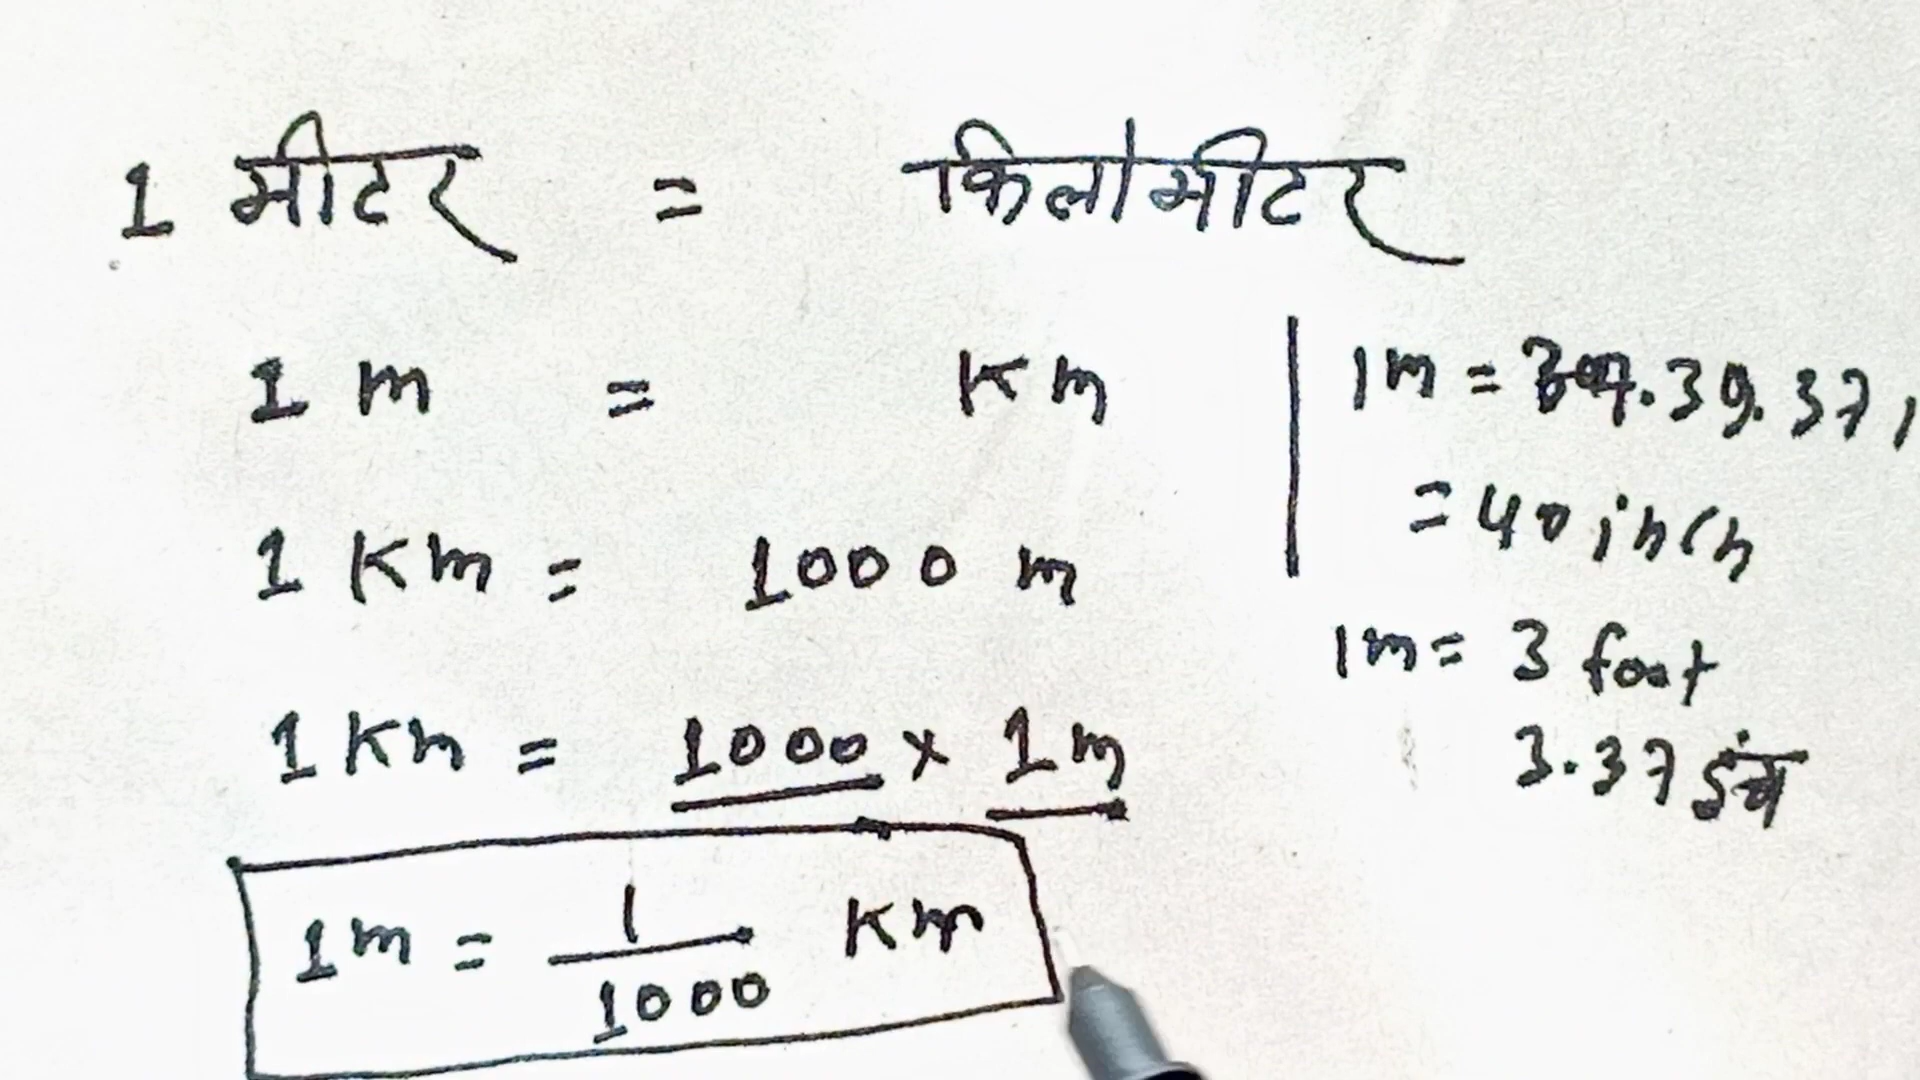 1 मीटर = किलोमीटर
1 m = Km
1 Km = 1000 m
1 Km = 1000 x 1m
1m = 1/1000 Km
1m = .39.37,
= 40 inch
1m = 3 foot
3.37 इंच